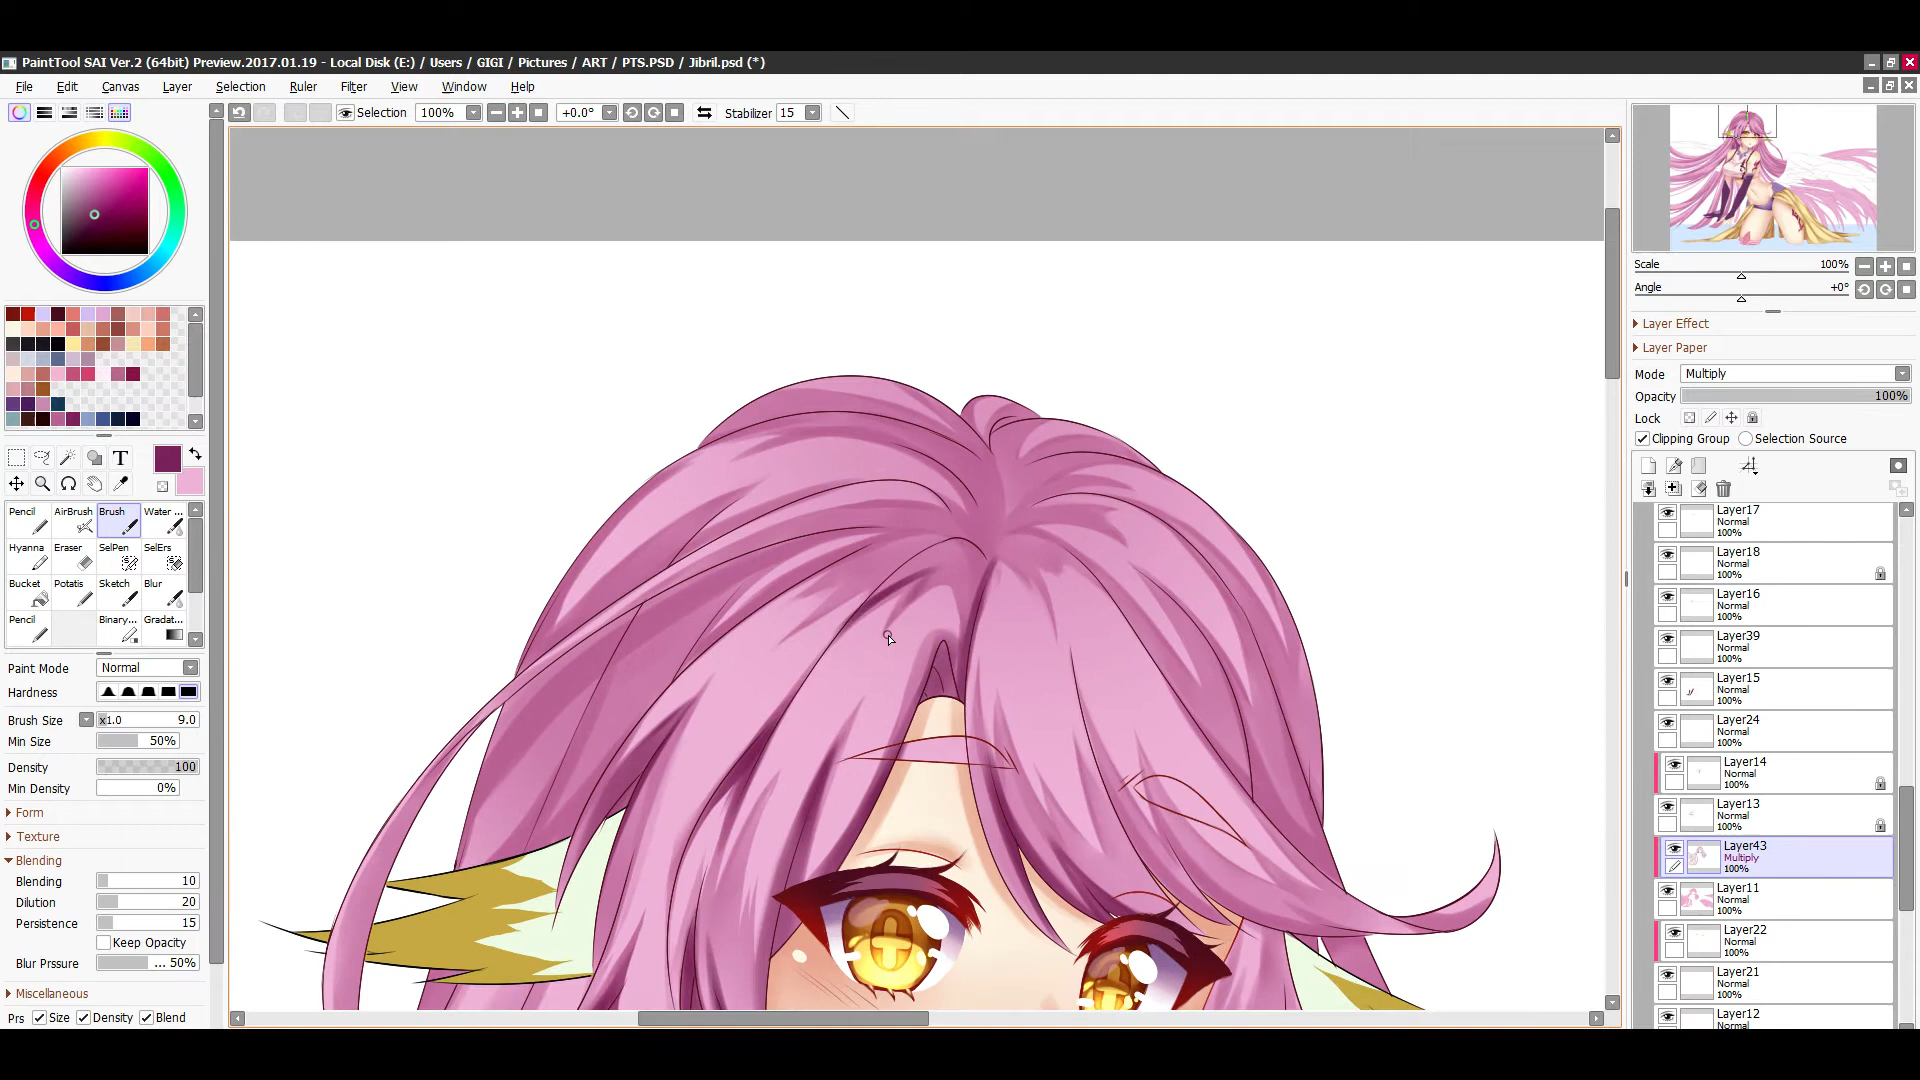 PaintTool SAI Ver.2 (64bit) Preview.2017.01.19 - Local Disk (E:) / Users / GIGI / Pictures / ART / PTS.PSD / Jibril.psd (*)
File Edit Canvas Layer Selection Ruler Filter View Window Help
Selection 100% +0.0° Stabilizer 15
Scale 100%
Angle +0°
Layer Effect
Layer Paper
Mode Multiply
Opacity 100%
Lock
Clipping Group Selection Source
T
Pencil AirBrush Brush Water ...
Hyanna Eraser SelPen SelErs
Bucket Potatis Sketch Blur
Pencil Binary... Gradat...
Paint Mode Normal
Hardness
Brush Size x1.0 9.0
Min Size 50%
Density 100
Min Density 0%
Form
Texture
Blending
Blending 10
Dilution 20
Persistence 15
Keep Opacity
Blur Prssure ... 50%
Miscellaneous
Prs Size Density Blend
Layer17
Normal
100%
Layer18
Normal
100%
Layer16
Normal
100%
Layer39
Normal
100%
Layer15
Normal
100%
Layer24
Normal
100%
Layer14
Normal
100%
Layer13
Normal
100%
Layer43
Multiply
100%
Layer11
Normal
100%
Layer22
Normal
100%
Layer21
Normal
100%
Layer12
Normal